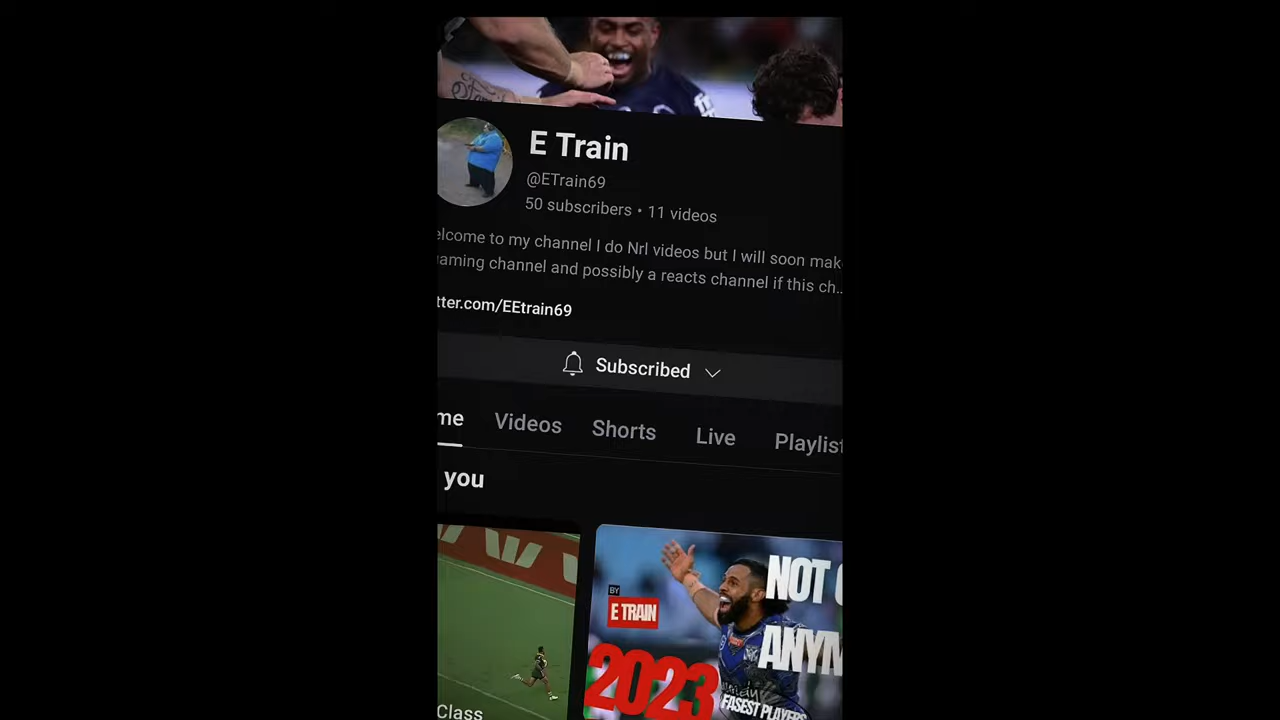 E Train
@ETrain69
50 subscribers • 11 videos
elcome to my channel I do Nrl videos but I will soon mak
aming channel and possibly a reacts channel if this ch...
tter.com/EEtrain69
Subscribed
me Videos Shorts Live Playlist
you
BY
E TRAIN
NOT
ANYM
2023
FASEST PLAYERS
Class